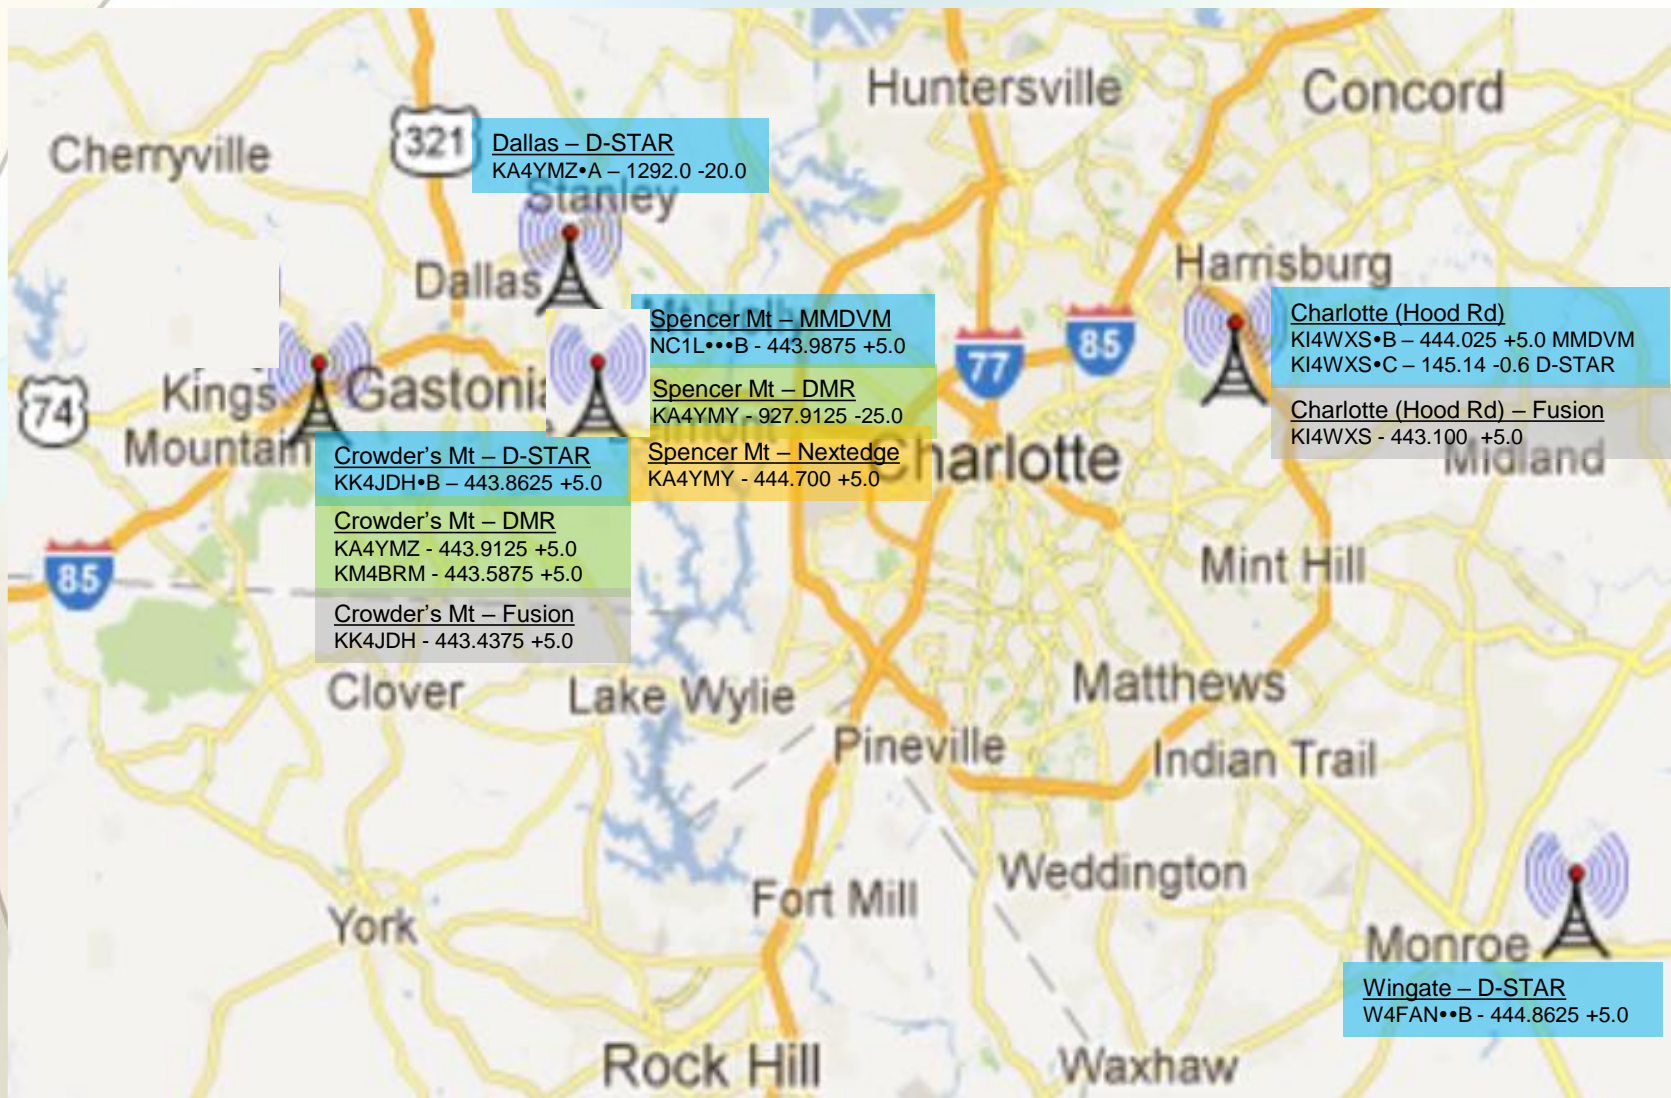 Huntersville
Concord
Cherryville
321
Dallas – D-STAR
KA4YMZ•A – 1292.0 -20.0
Stanley
Dallas
Harrisburg
Spencer Mt – MMDVM
NC1L•••B - 443.9875 +5.0
Charlotte (Hood Rd)
KI4WXS•B – 444.025 +5.0 MMDVM
KI4WXS•C – 145.14 -0.6 D-STAR
77
85
74
Kings
Mountain
Gastonia
Spencer Mt – DMR
KA4YMY - 927.9125 -25.0
Charlotte (Hood Rd) – Fusion
KI4WXS - 443.100 +5.0
Midland
Spencer Mt – Nextedge
KA4YMY - 444.700 +5.0
Charlotte
Crowder's Mt – D-STAR
KK4JDH•B – 443.8625 +5.0
Crowder's Mt – DMR
KA4YMZ - 443.9125 +5.0
KM4BRM - 443.5875 +5.0
85
Mint Hill
Crowder's Mt – Fusion
KK4JDH - 443.4375 +5.0
Clover
Lake Wylie
Matthews
Pineville
Indian Trail
Weddington
Fort Mill
York
Monroe
Wingate – D-STAR
W4FAN••B - 444.8625 +5.0
Rock Hill
Waxhaw